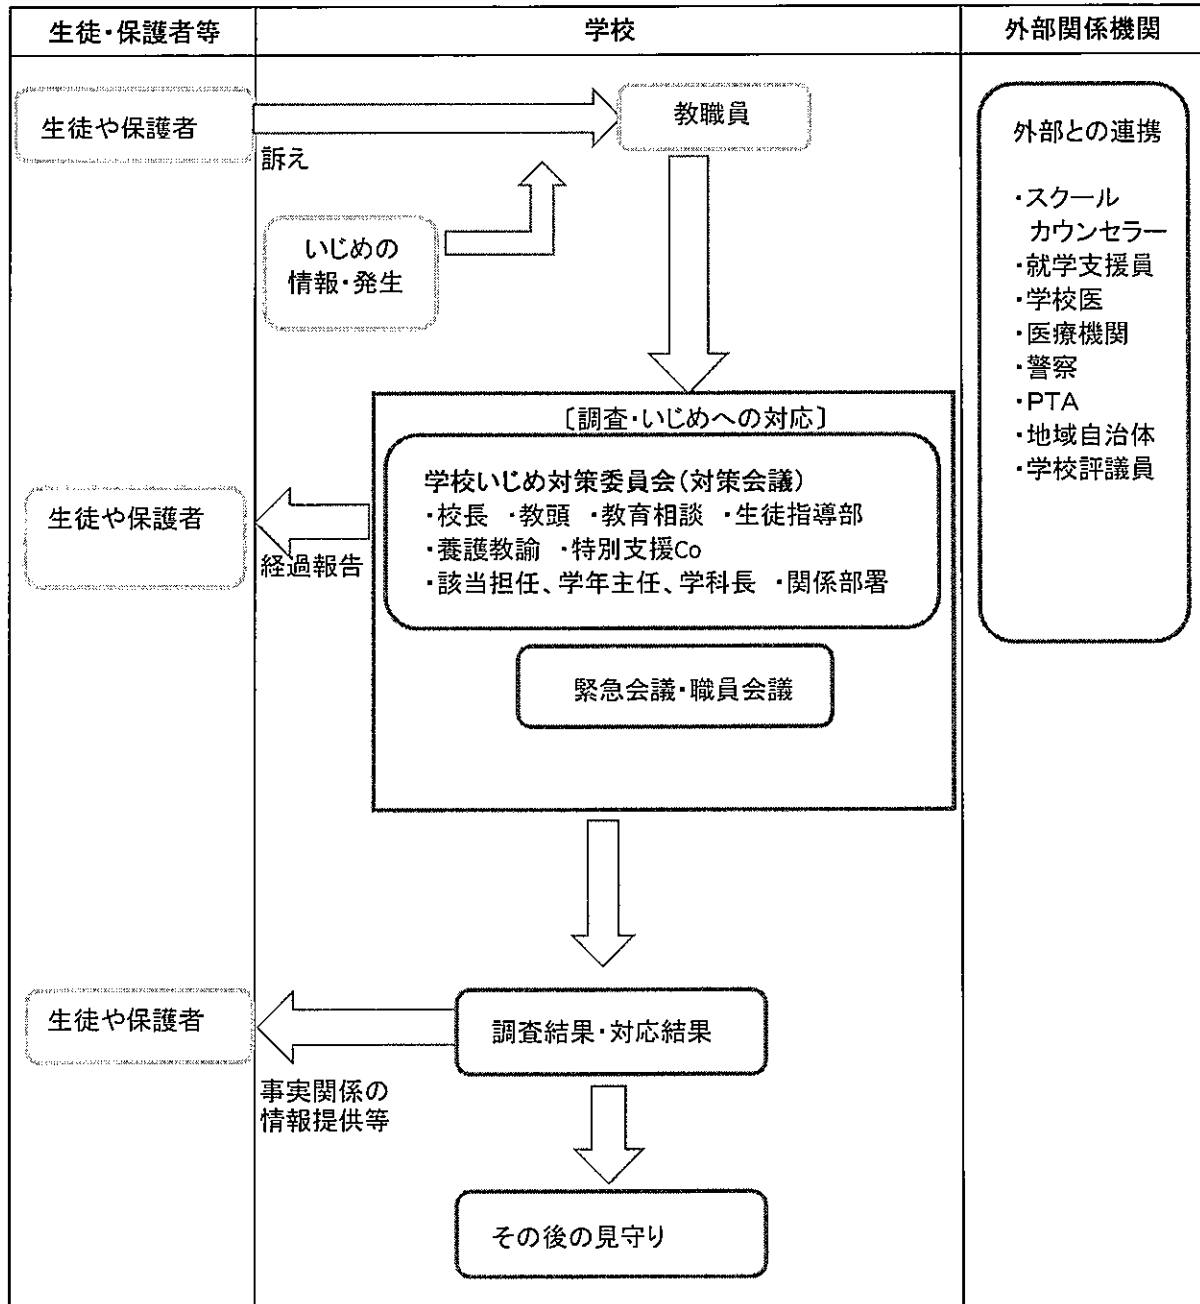 生徒・保護者等
学校
外部関係機関
生徒や保護者
訴え
教職員
いじめの
情報・発生
外部との連携
・スクール
カウンセラー
・就学支援員
・学校医
・医療機関
・警察
・PTA
・地域自治体
・学校評議員
〔調査・いじめへの対応〕
学校いじめ対策委員会（対策会議）
・校長 ・教頭 ・教育相談 ・生徒指導部
・養護教諭 ・特別支援Co
・該当担任、学年主任、学科長 ・関係部署
緊急会議・職員会議
生徒や保護者
経過報告
調査結果・対応結果
生徒や保護者
事実関係の
情報提供等
その後の見守り